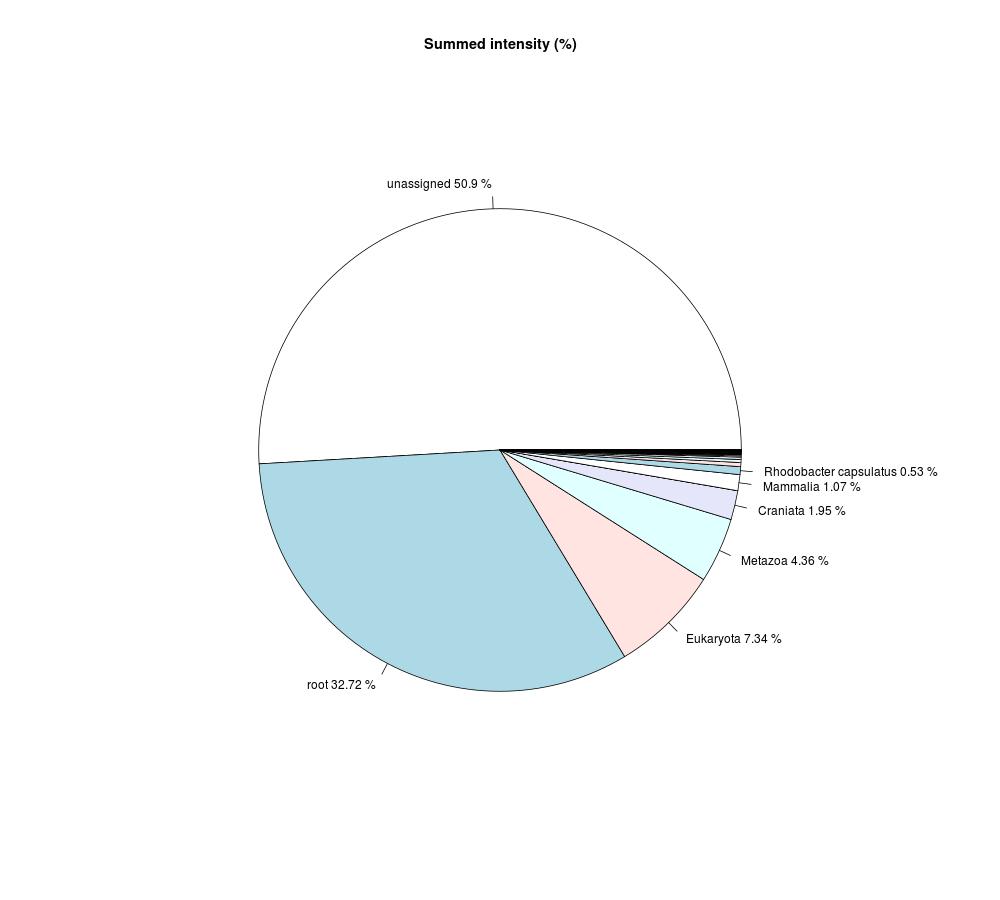 Summed intensity (%)
unassigned 50.9 %
Rhodobacter capsulatus 0.53 %
Mammalia 1.07 %
Craniata 1.95 %
Metazoa 4.36 %
Eukaryota 7.34 %
root 32.72 %